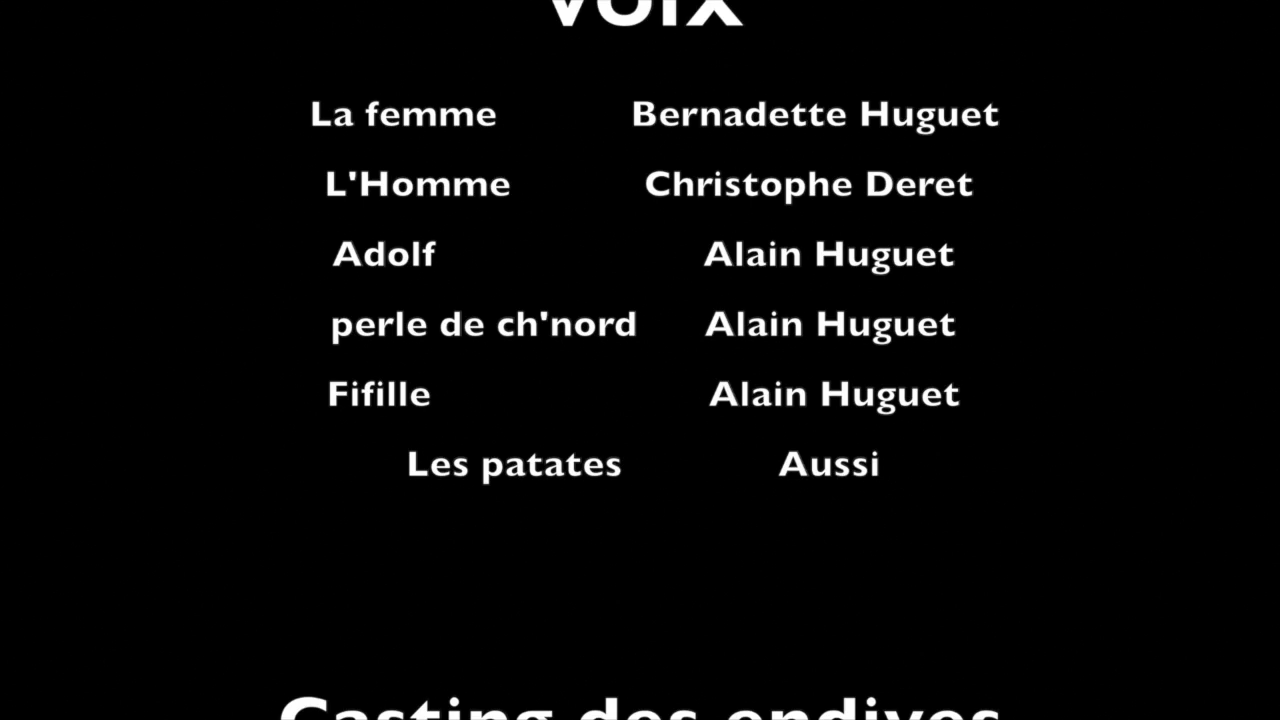 voix
La femme Bernadette Huguet
L'Homme Christophe Deret
Adolf Alain Huguet
perle de ch'nord Alain Huguet
Fifille Alain Huguet
Les patates Aussi
Casting des endives